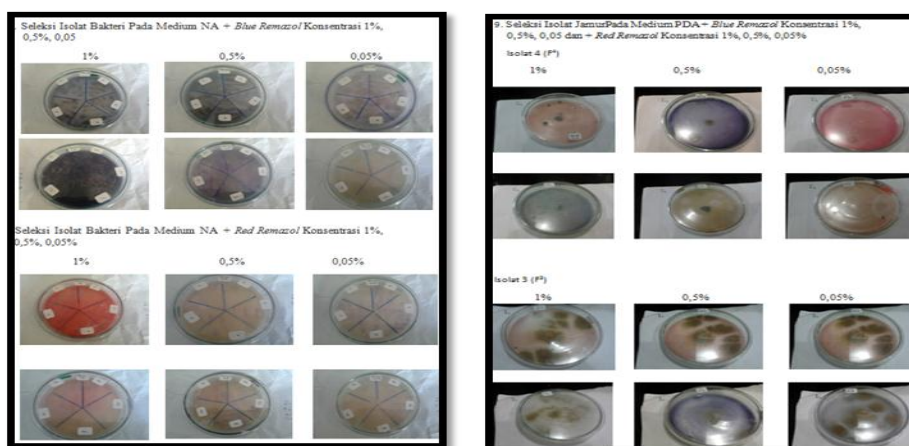 Seleksi Isolat Bakteri Pada Medium NA + Blue Remazol Konsentrasi 1%,
0,5%, 0,05
1% 0,5% 0,05%
Seleksi Isolat Bakteri Pada Medium NA + Red Remazol Konsentrasi 1%,
0,5%, 0,05%
1% 0,5% 0,05%
9. Seleksi Isolat JamurPada Medium PDA+ Blue Remazol Konsentrasi 1%,
0,5%, 0,05 dan + Red Remazol Konsentrasi 1%, 0,5%, 0,05%
Isolat 4 (F⁴)
1% 0,5% 0,05%
Isolat 3 (F³)
1% 0,5% 0,05%